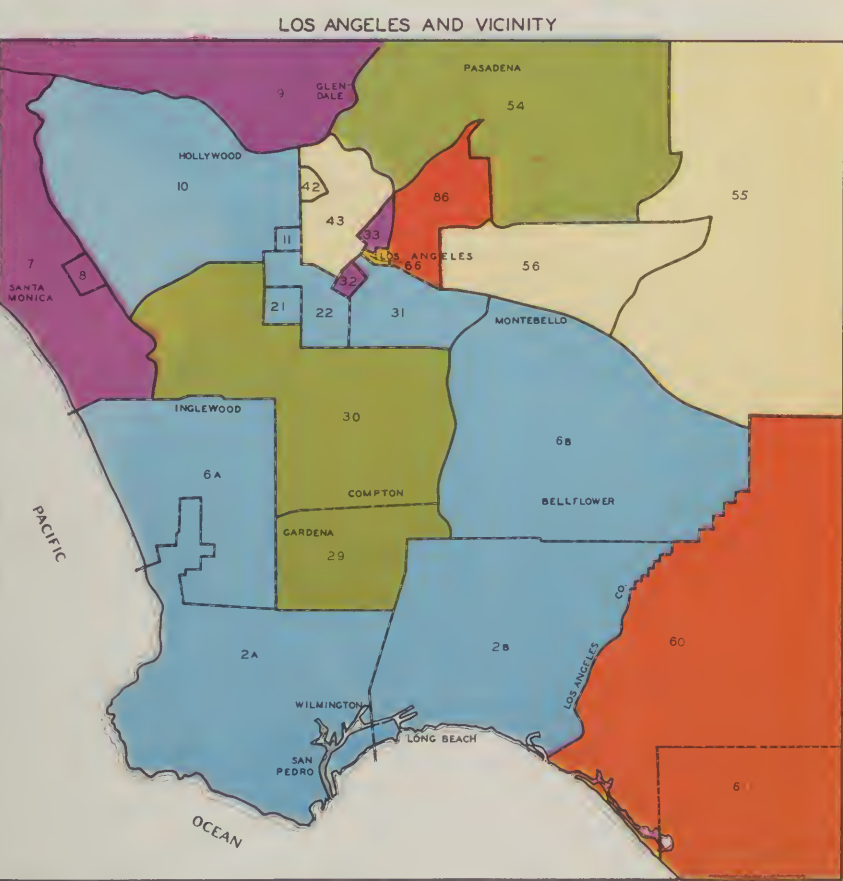 LOS ANGELES AND VICINITY
PASADENA
9
GLEN-
DALE
54
HOLLYWOOD
10
42
86
55
43
33
11
LOS ANGELES
7
8
66
56
SANTA
MONICA
32
21
22
31
MONTEBELLO
INGLEWOOD
30
6B
6A
COMPTON
BELLFLOWER
PACIFIC
GARDENA
29
CO.
2A
2B
60
LOS ANGELES
WILMINGTON
LONG BEACH
SAN
PEDRO
OCEAN